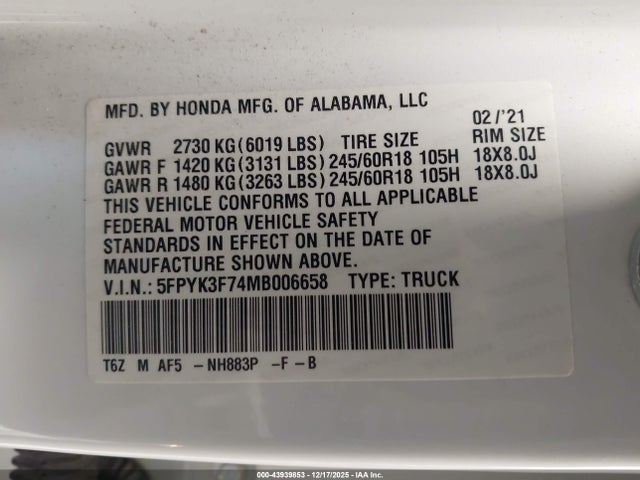 MFD. BY HONDA MFG. OF ALABAMA, LLC
02/'21
GVWR 2730 KG(6019 LBS) TIRE SIZE RIM SIZE
GAWR F 1420 KG(3131 LBS)245/60R18 105H 18X8.0J
GAWR R 1480 KG(3263 LBS)245/60R18 105H 18X8.0J
THIS VEHICLE CONFORMS TO ALL APPLICABLE
FEDERAL MOTOR VEHICLE SAFETY
STANDARDS IN EFFECT ON THE DATE OF
MANUFACTURE SHOWN ABOVE.
V.I.N.: 5FPYK3F74MB006658 TYPE: TRUCK
T6Z M AF5 -NH883P -F -B
000-43939853 - 12/17/2025 - IAA Inc.